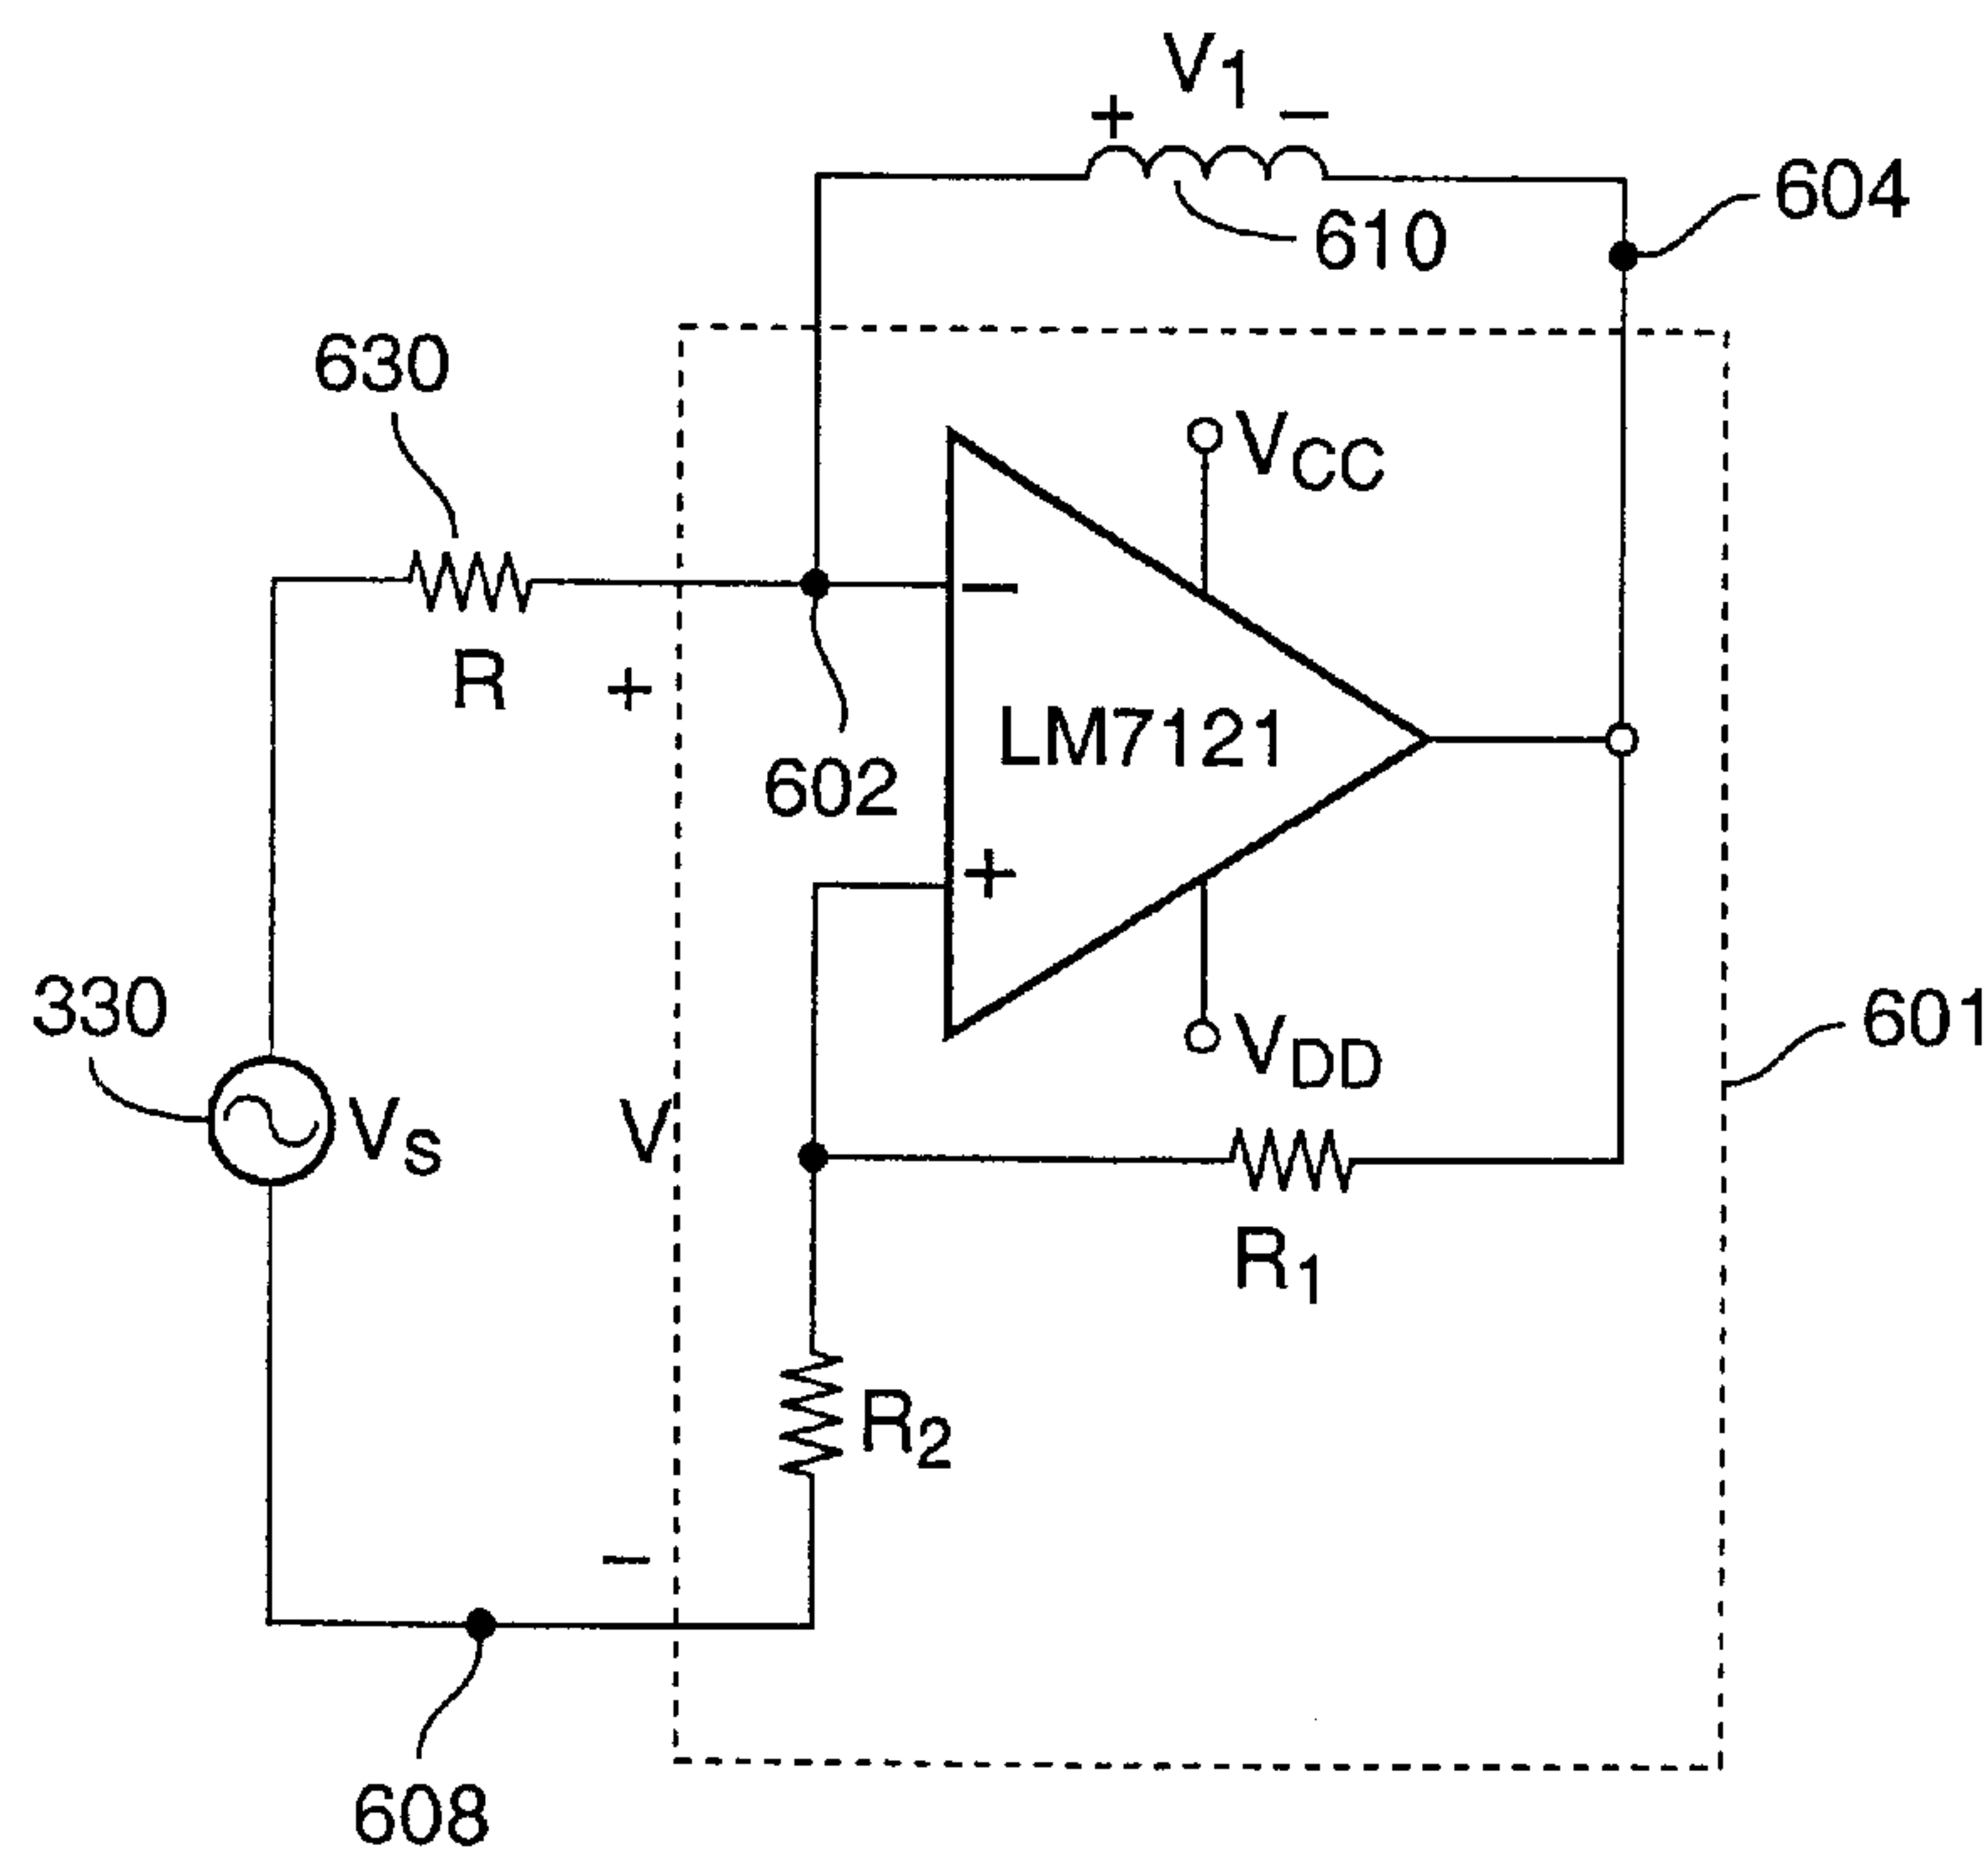 V1
+ −
604
610
630
VCC
−
R
+
602
LM7121
+
330
VS
V
VDD
601
R1
R2
−
608